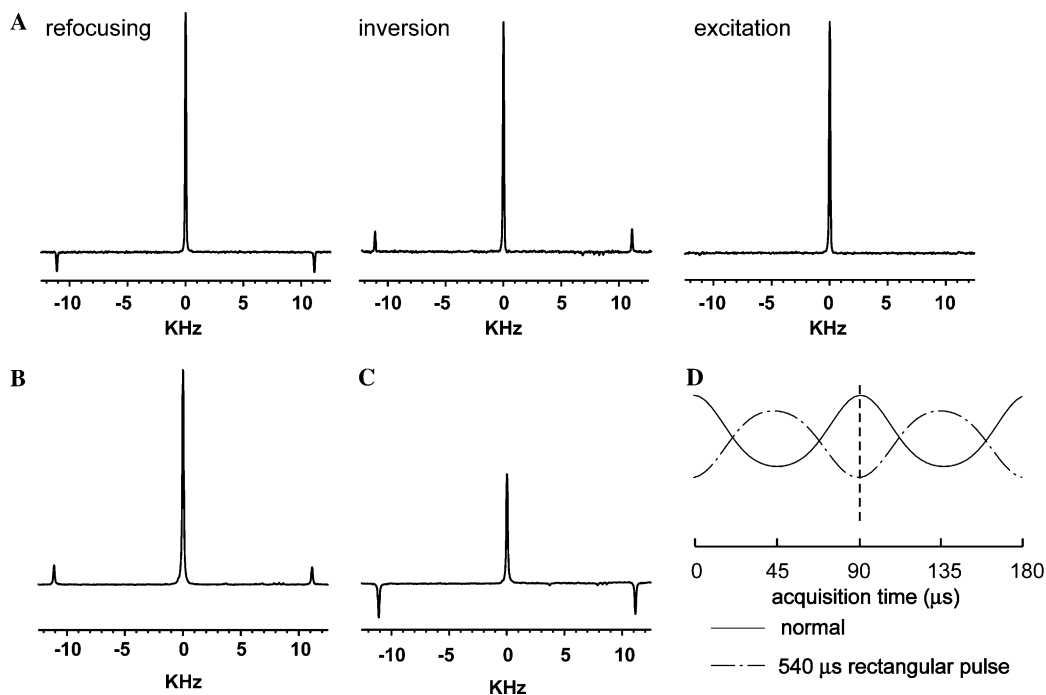 A refocusing inversion excitation
-10 -5 0 5 10 -10 -5 0 5 10 -10 -5 0 5 10
KHz KHz KHz
B C D
-10 -5 0 5 10 -10 -5 0 5 10
KHz KHz
0 45 90 135 180
acquisition time (μs)
normal
540 μs rectangular pulse